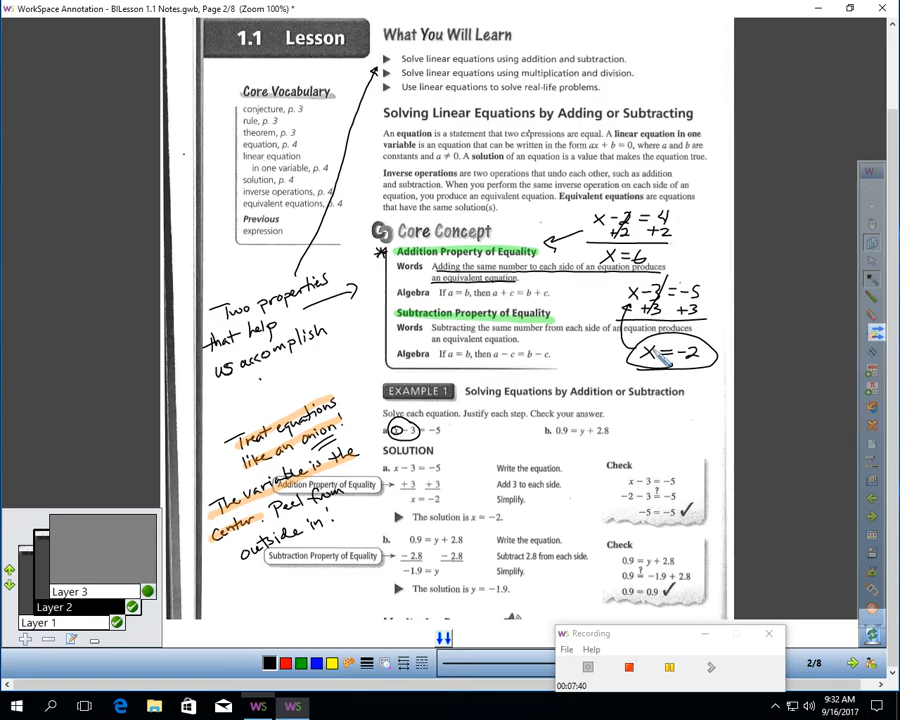 WorkSpace Annotation - BILesson 1.1 Notes.gwb, Page 2/8 (Zoom 100%) *
1.1 Lesson
What You Will Learn
Solve linear equations using addition and subtraction.
Solve linear equations using multiplication and division.
Use linear equations to solve real-life problems.
Core Vocabulary
conjecture, p. 3
rule, p. 3
theorem, p. 3
equation, p. 4
linear equation
in one variable, p. 4
solution, p. 4
inverse operations, p. 4
equivalent equations, p. 4
Previous
expression
Solving Linear Equations by Adding or Subtracting
An equation is a statement that two expressions are equal. A linear equation in one
variable is an equation that can be written in the form ax + b = 0, where a and b are
constants and a ≠ 0. A solution of an equation is a value that makes the equation true.
Inverse operations are two operations that undo each other, such as addition
and subtraction. When you perform the same inverse operation on each side of an
equation, you produce an equivalent equation. Equivalent equations are equations
that have the same solution(s).
x - 2 = 4
+2 +2
x = 6
Core Concept
Addition Property of Equality
Words Adding the same number to each side of an equation produces
an equivalent equation.
Algebra If a = b, then a + c = b + c.
Subtraction Property of Equality
Words Subtracting the same number from each side of an equation produces
an equivalent equation.
Algebra If a = b, then a − c = b − c.
x - 3 = -5
+3 +3
x = -2
Two properties
that help
us accomplish
EXAMPLE 1 Solving Equations by Addition or Subtraction
Solve each equation. Justify each step. Check your answer.
a. x − 3 = −5
b. 0.9 = y + 2.8
SOLUTION
a. x − 3 = −5 Write the equation.
Addition Property of Equality + 3 + 3 Add 3 to each side.
x = −2 Simplify.
The solution is x = −2.
Check
x − 3 = −5
−2 − 3 ≟ −5
−5 = −5 ✓
b. 0.9 = y + 2.8 Write the equation.
Subtraction Property of Equality − 2.8 − 2.8 Subtract 2.8 from each side.
−1.9 = y Simplify.
The solution is y = −1.9.
Check
0.9 = y + 2.8
0.9 ≟ −1.9 + 2.8
0.9 = 0.9 ✓
Treat equations
like an onion!
The variable is the
center. Peel from
outside in!
Layer 3
Layer 2
Layer 1
WS Recording
File Help
00:07:40
2/8
9:32 AM
9/16/2017